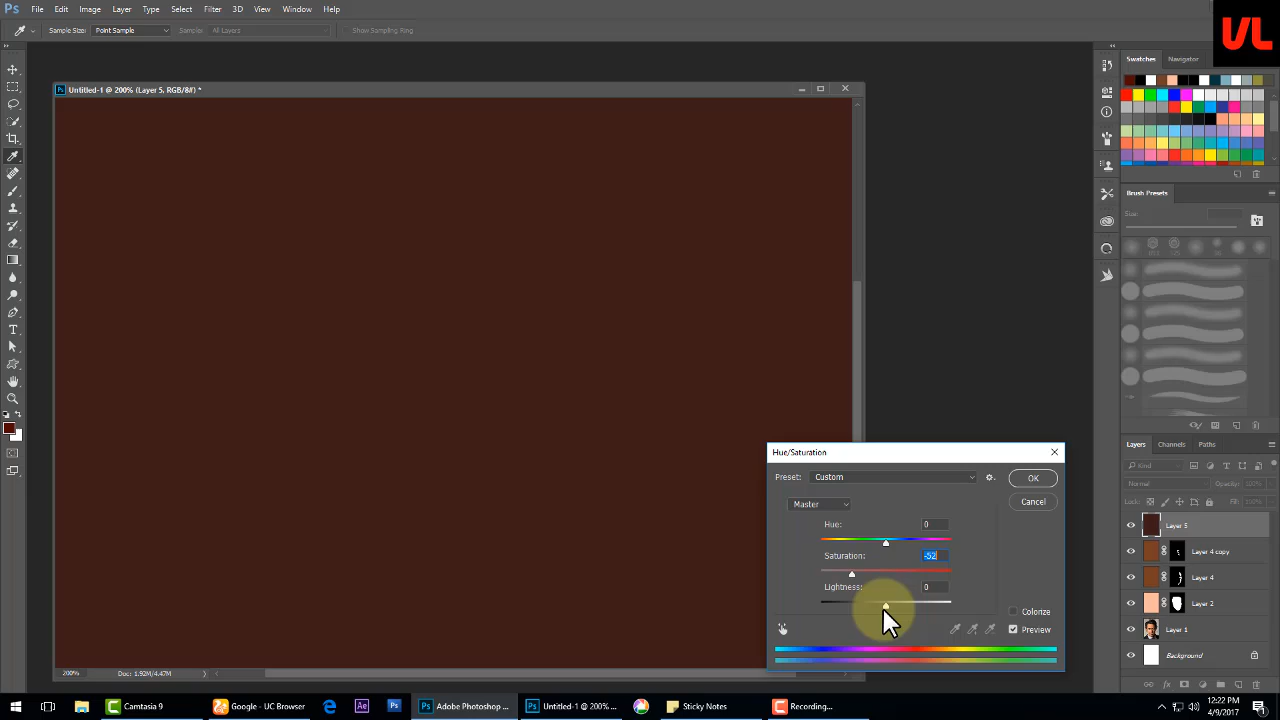 Ps File Edit Image Layer Type Select Filter 3D View Window Help
VL
Sample Size: Point Sample Sample: All Layers Show Sampling Ring
Swatches Navigator
Untitled-1 @ 200% (Layer 5, RGB/8#) *
Brush Presets
Size:
Layers Channels Paths
Kind
Normal Opacity: 100%
Lock: Fill: 100%
Layer 5
Layer 4 copy
Layer 4
Layer 2
Layer 1
Background
Hue/Saturation
Preset: Custom OK
Master Cancel
Hue: 0
Saturation: -52
Lightness: 0
Colorize
Preview
200% Doc: 1.92M/4.47M
Camtasia 9 Google - UC Browser Ae Ps Adobe Photoshop ... Untitled-1 @ 200% ... Sticky Notes Recording...
12:22 PM
4/9/2017